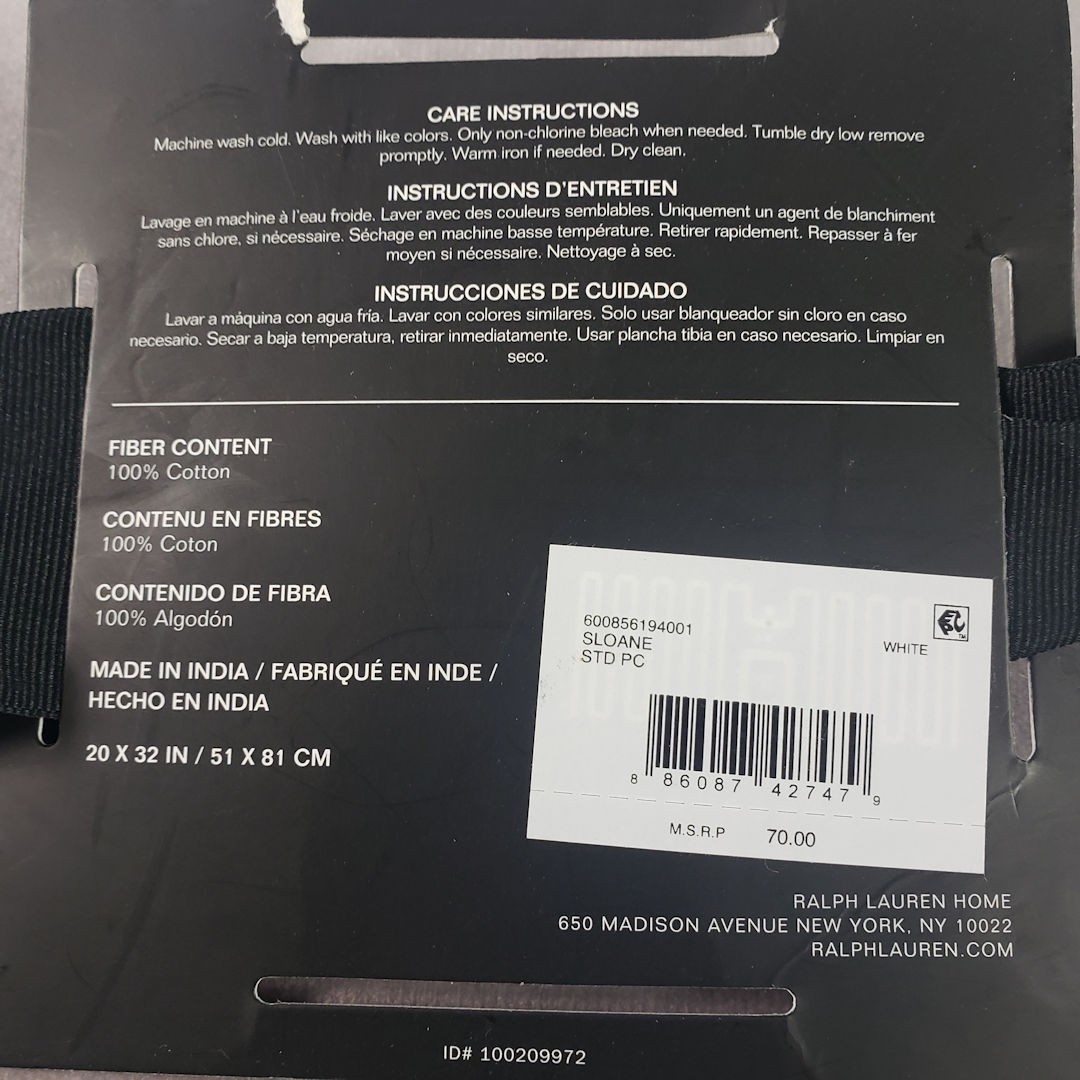 CARE INSTRUCTIONS
Machine wash cold. Wash with like colors. Only non-chlorine bleach when needed. Tumble dry low remove
promptly. Warm iron if needed. Dry clean.
INSTRUCTIONS D'ENTRETIEN
Lavage en machine à l'eau froide. Laver avec des couleurs semblables. Uniquement un agent de blanchiment
sans chlore, si nécessaire. Séchage en machine basse température. Retirer rapidement. Repasser à fer
moyen si nécessaire. Nettoyage à sec.
INSTRUCCIONES DE CUIDADO
Lavar a máquina con agua fría. Lavar con colores similares. Solo usar blanqueador sin cloro en caso
necesario. Secar a baja temperatura, retirar inmediatamente. Usar plancha tibia en caso necesario. Limpiar en
seco.
FIBER CONTENT
100% Cotton
CONTENU EN FIBRES
100% Coton
CONTENIDO DE FIBRA
100% Algodón
MADE IN INDIA / FABRIQUÉ EN INDE /
HECHO EN INDIA
20 X 32 IN / 51 X 81 CM
600856194001
SLOANE
STD PC
WHITE
8 86087 42747 9
M.S.R.P 70.00
RALPH LAUREN HOME
650 MADISON AVENUE NEW YORK, NY 10022
RALPHLAUREN.COM
ID# 100209972